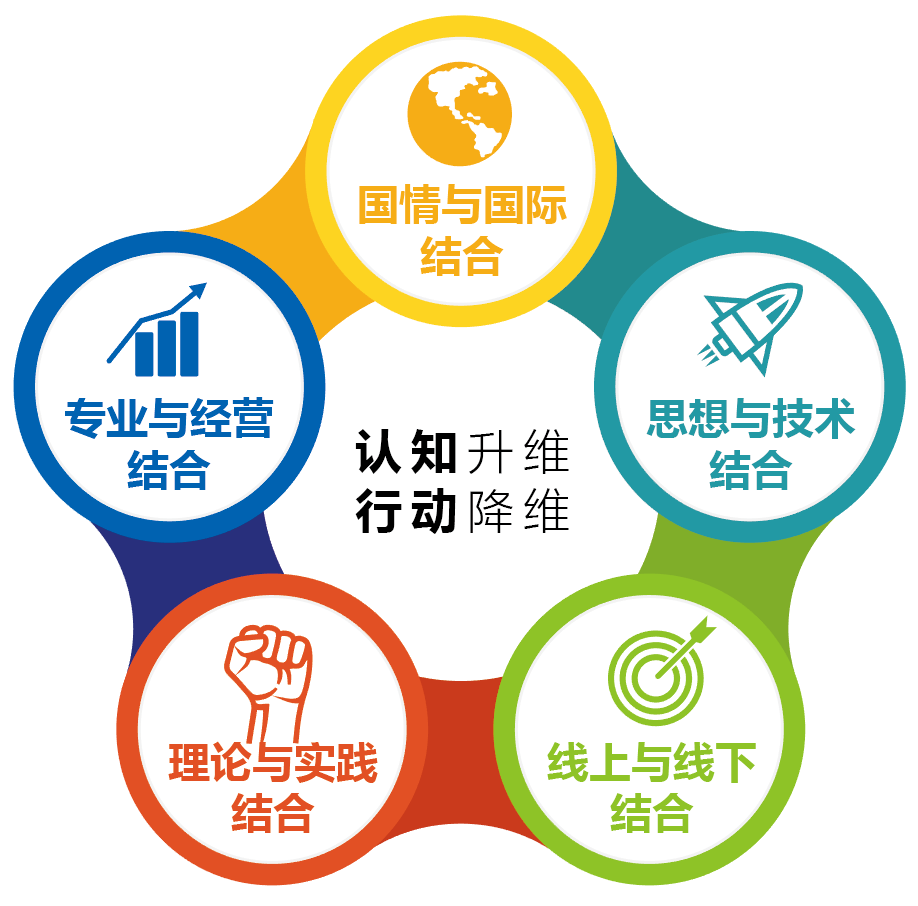 国情与国际
结合
专业与经营
结合
思想与技术
结合
认知升维
行动降维
理论与实践
结合
线上与线下
结合